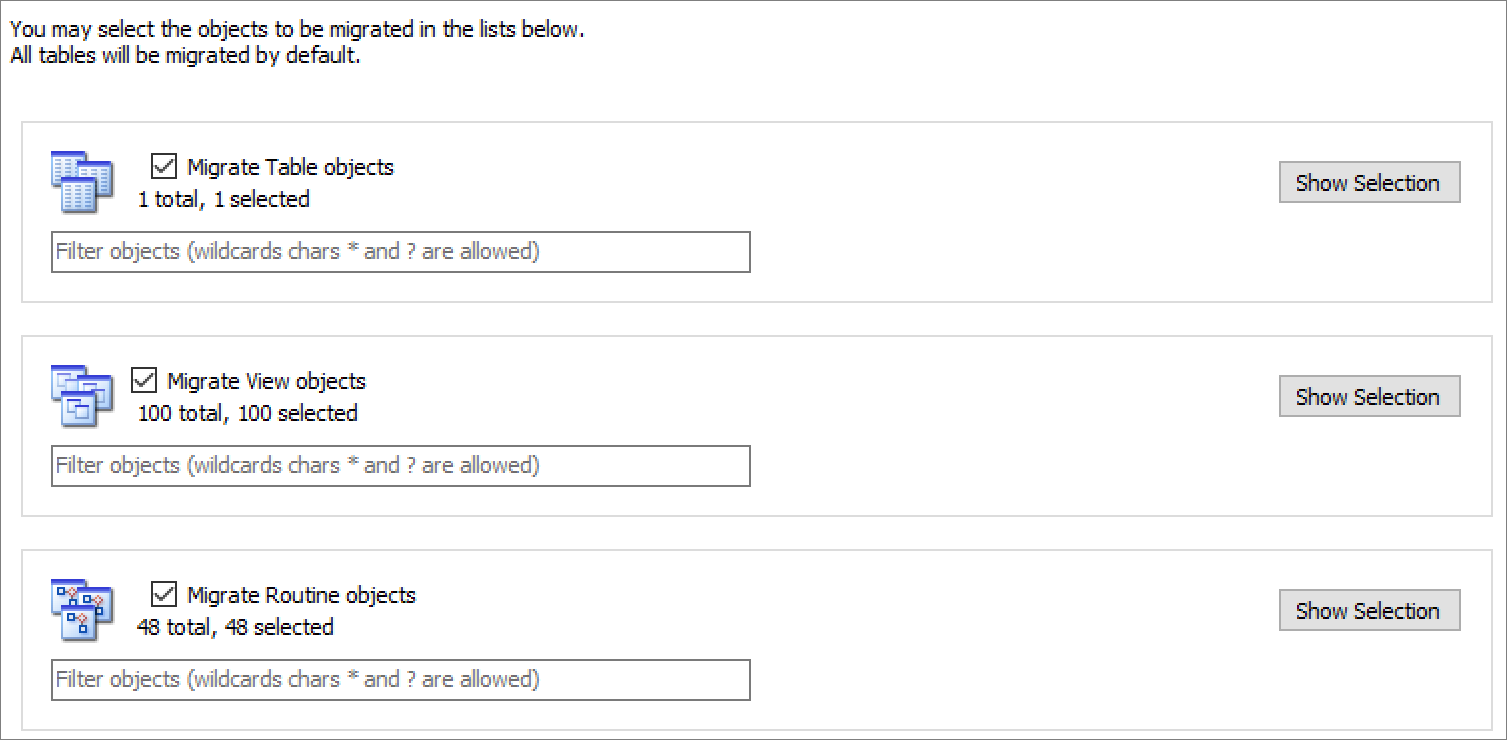 You may select the objects to be migrated in the lists below.
All tables will be migrated by default.
Migrate Table objects
1 total, 1 selected
Show Selection
Filter objects (wildcards chars * and ? are allowed)
Migrate View objects
100 total, 100 selected
Show Selection
Filter objects (wildcards chars * and ? are allowed)
Migrate Routine objects
48 total, 48 selected
Show Selection
Filter objects (wildcards chars * and ? are allowed)